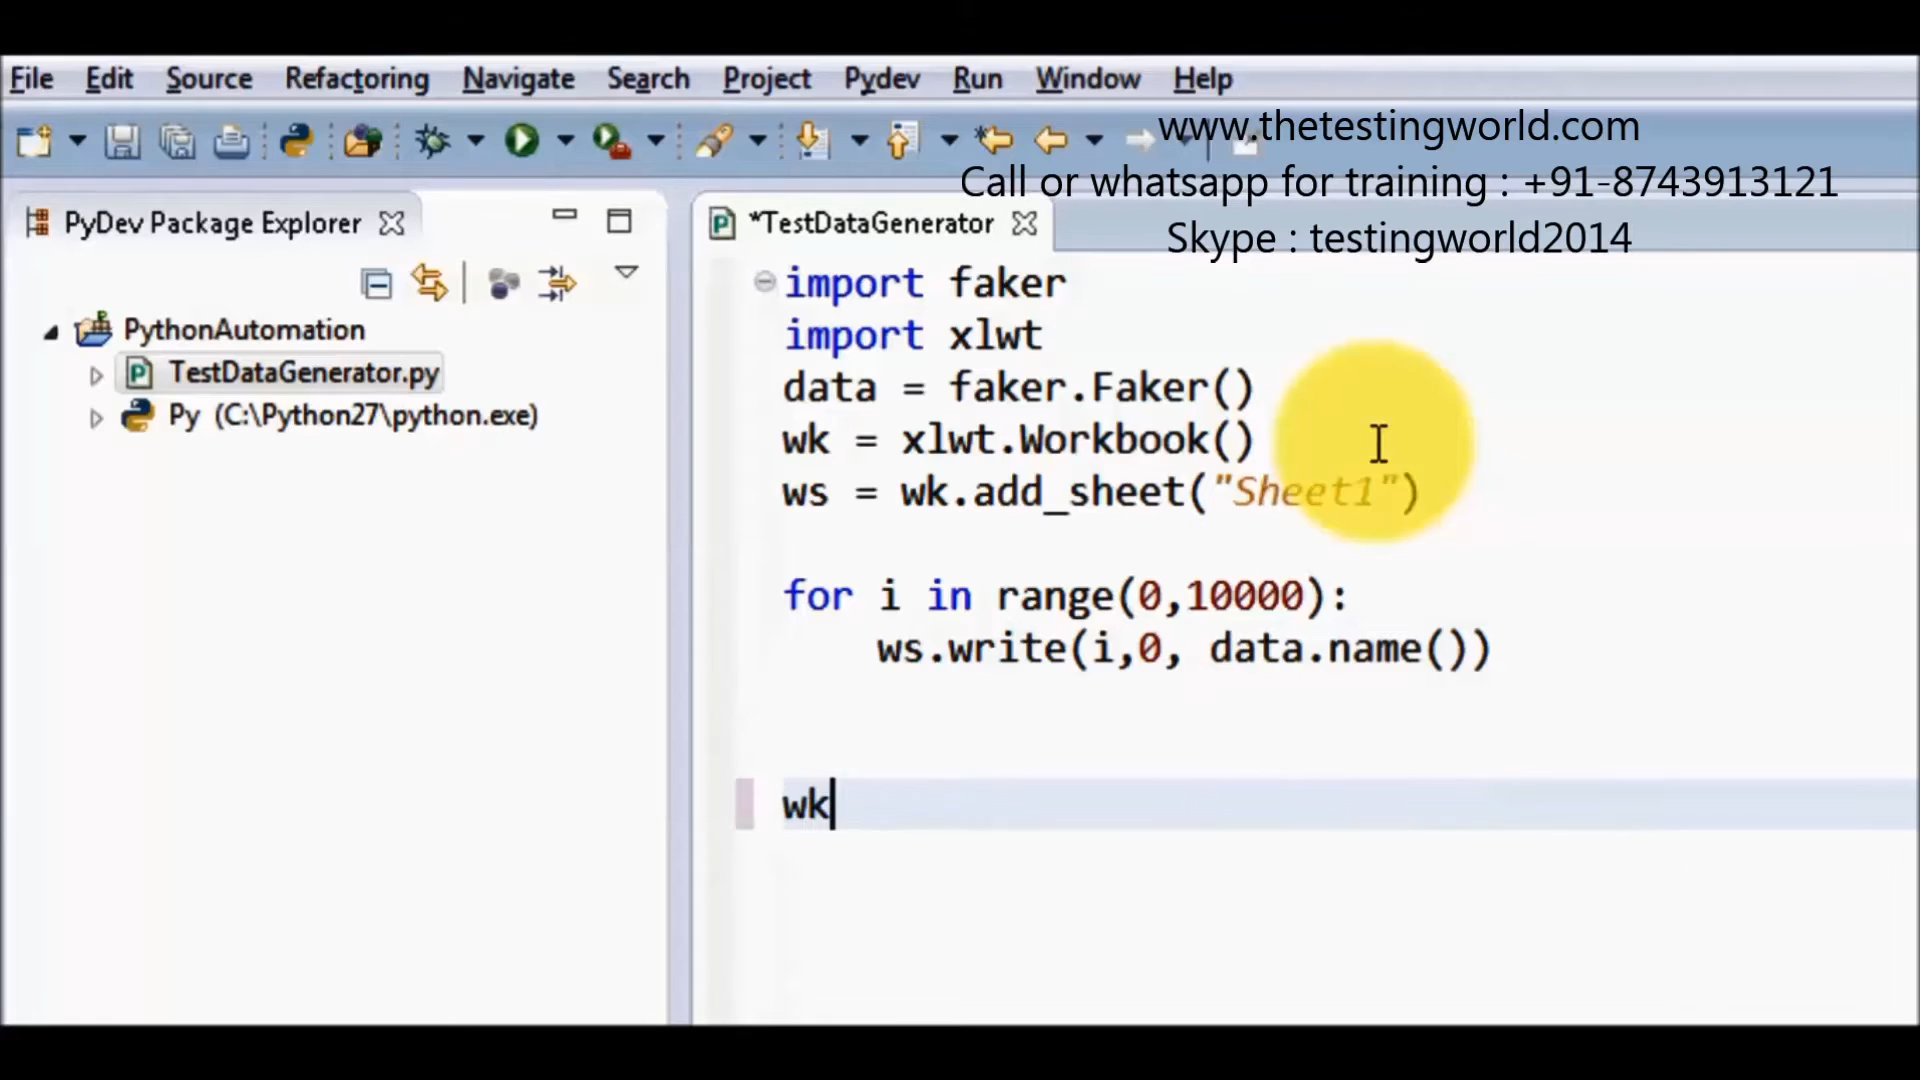 File Edit Source Refactoring Navigate Search Project Pydev Run Window Help
www.thetestingworld.com
Call or whatsapp for training : +91-8743913121
Skype : testingworld2014
PyDev Package Explorer
*TestDataGenerator
PythonAutomation
TestDataGenerator.py
Py (C:\Python27\python.exe)
import faker
import xlwt
data = faker.Faker()
wk = xlwt.Workbook()
ws = wk.add_sheet("Sheet1")
for i in range(0,10000):
ws.write(i,0, data.name())
wk